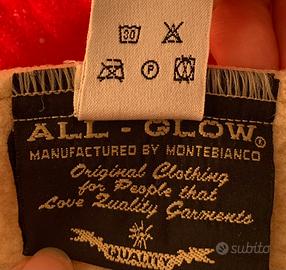 30
P
ALL-GLOW®
MANUFACTURED BY MONTEBIANCO
Original Clothing
for People that
Love Quality Garments
QUALITY
subito